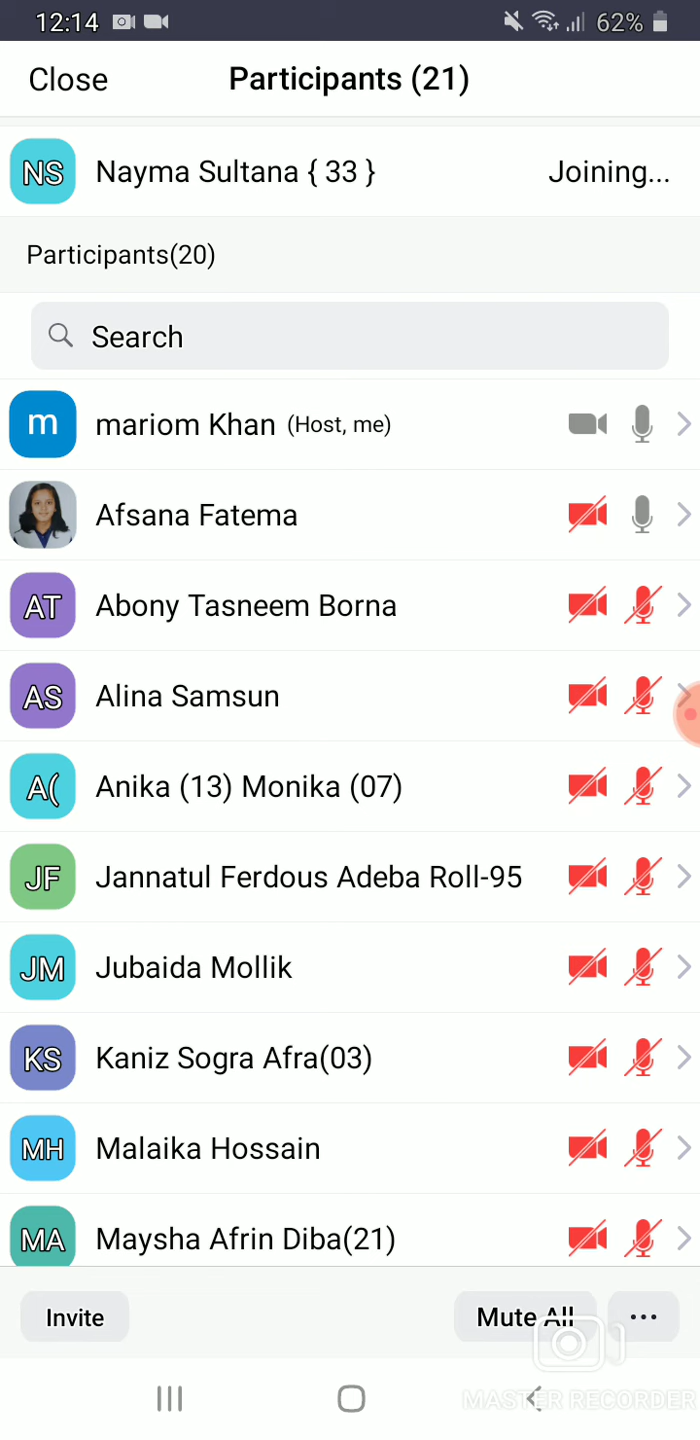 12:14 62%
Close Participants (21)
NS Nayma Sultana { 33 } Joining...
Participants(20)
Search
m mariom Khan (Host, me)
Afsana Fatema
AT Abony Tasneem Borna
AS Alina Samsun
A( Anika (13) Monika (07)
JF Jannatul Ferdous Adeba Roll-95
JM Jubaida Mollik
KS Kaniz Sogra Afra(03)
MH Malaika Hossain
MA Maysha Afrin Diba(21)
Invite Mute All ...
MASTER RECORDER